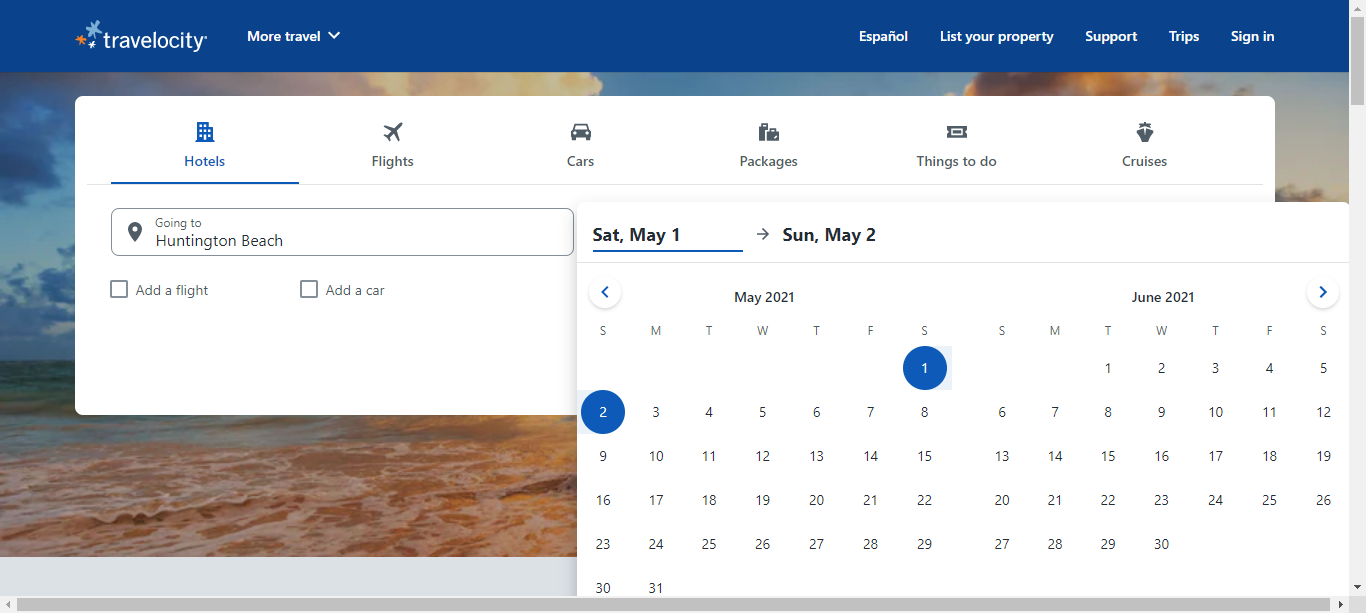 travelocity More travel Español List your property Support Trips Sign in
Hotels Flights Cars Packages Things to do Cruises
Going to
Huntington Beach
Sat, May 1 Sun, May 2
Add a flight Add a car
May 2021
S M T W T F S
1
2 3 4 5 6 7 8
9 10 11 12 13 14 15
16 17 18 19 20 21 22
23 24 25 26 27 28 29
30 31
June 2021
S M T W T F S
1 2 3 4 5
6 7 8 9 10 11 12
13 14 15 16 17 18 19
20 21 22 23 24 25 26
27 28 29 30